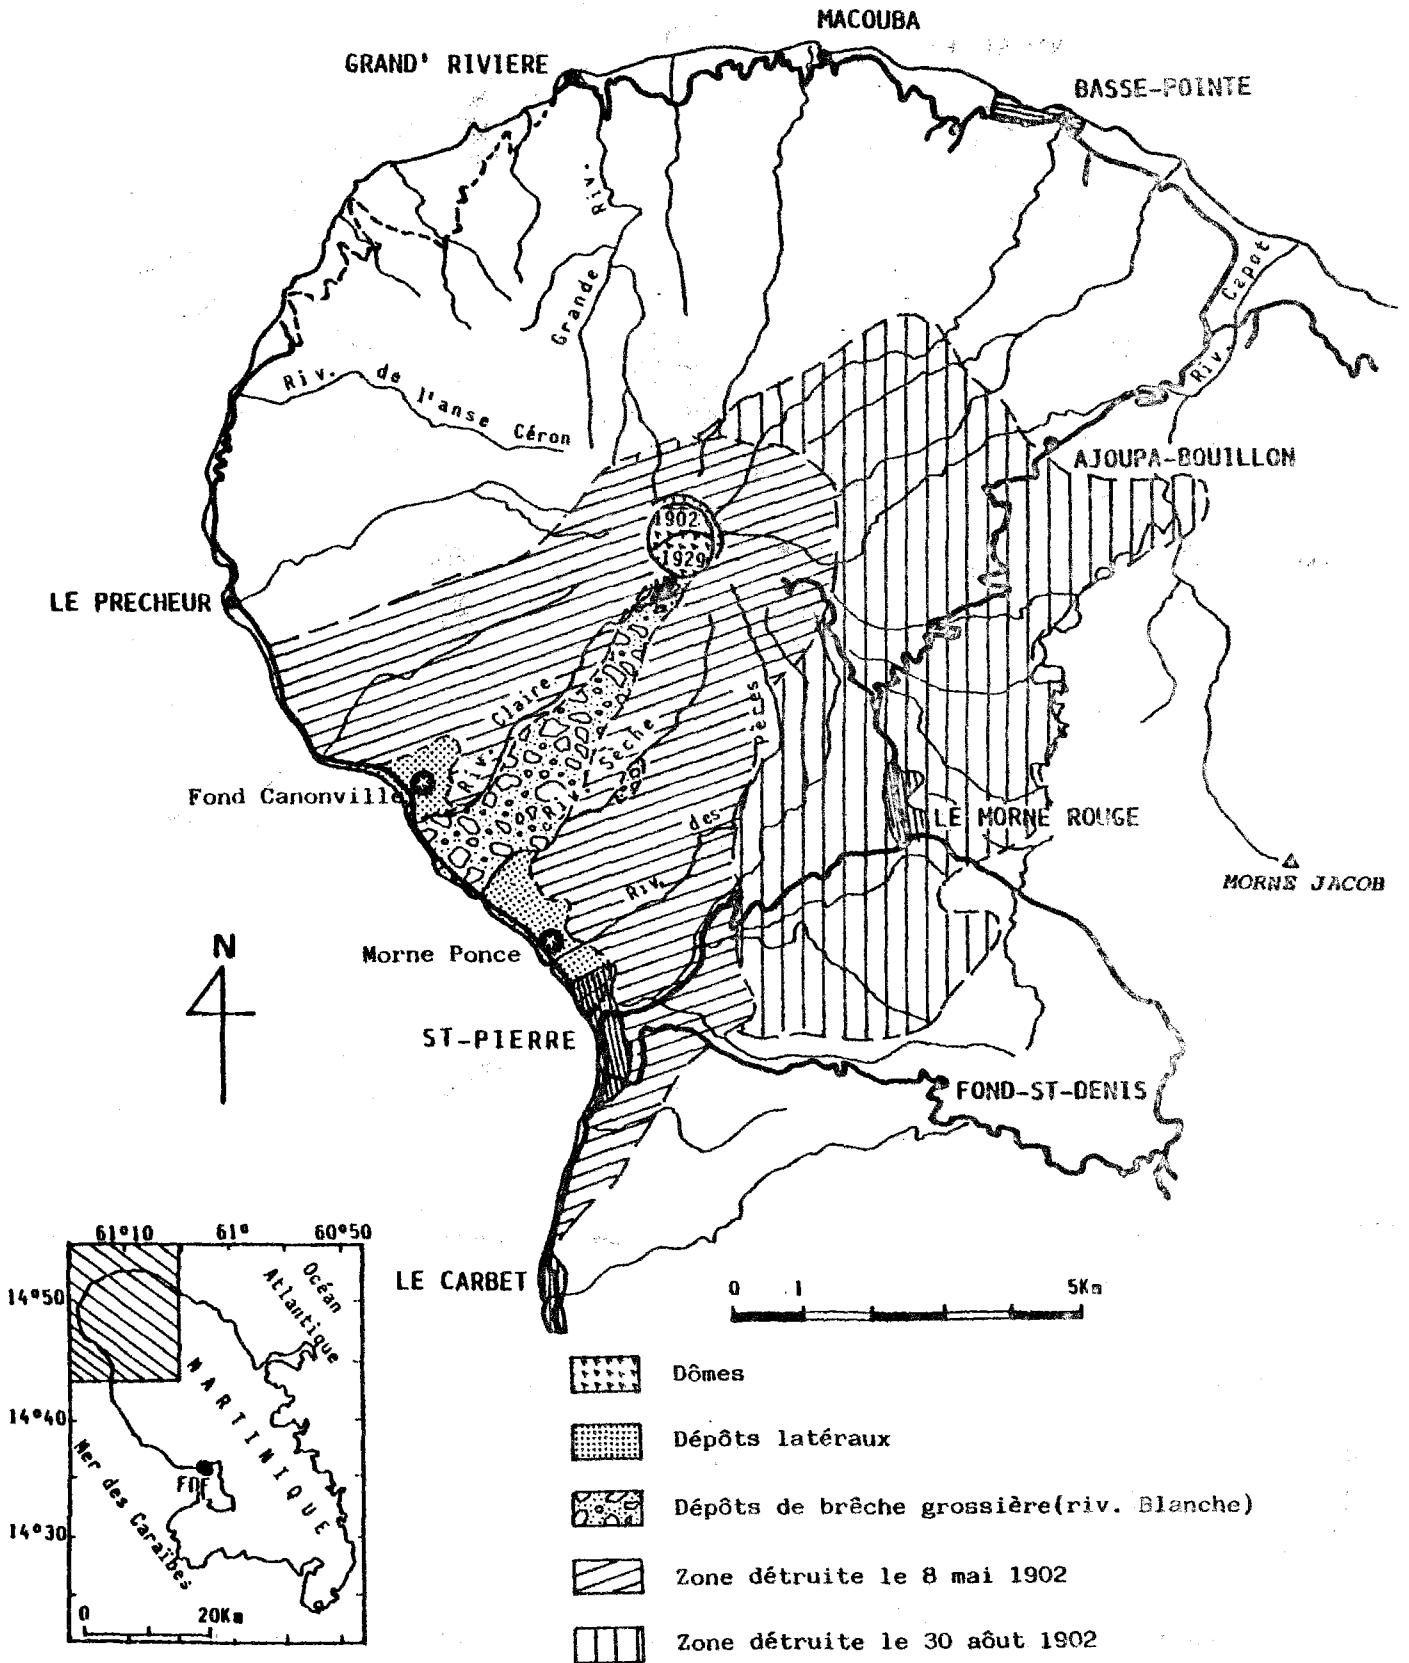 MACOUBA
GRAND' RIVIERE
BASSE-POINTE
Grande Riv.
Riv. Capot
Riv. de l'anse Céron
AJOUPA-BOUILLON
1902
1929
LE PRECHEUR
Riv. Claire
Riv. Seche
Riv. des pères
Fond Canonville
LE MORNE ROUGE
MORNE JACOB
N
Morne Ponce
ST-PIERRE
FOND-ST-DENIS
LE CARBET
61°10 61° 60°50
14°50
14°40
14°30
Océan
Atlantique
MARTINIQUE
FDF
Mer des Caraïbes
0 20Km
0 1 5Km
Dômes
Dépôts latéraux
Dépôts de brêche grossière(riv. Blanche)
Zone détruite le 8 mai 1902
Zone détruite le 30 aôut 1902